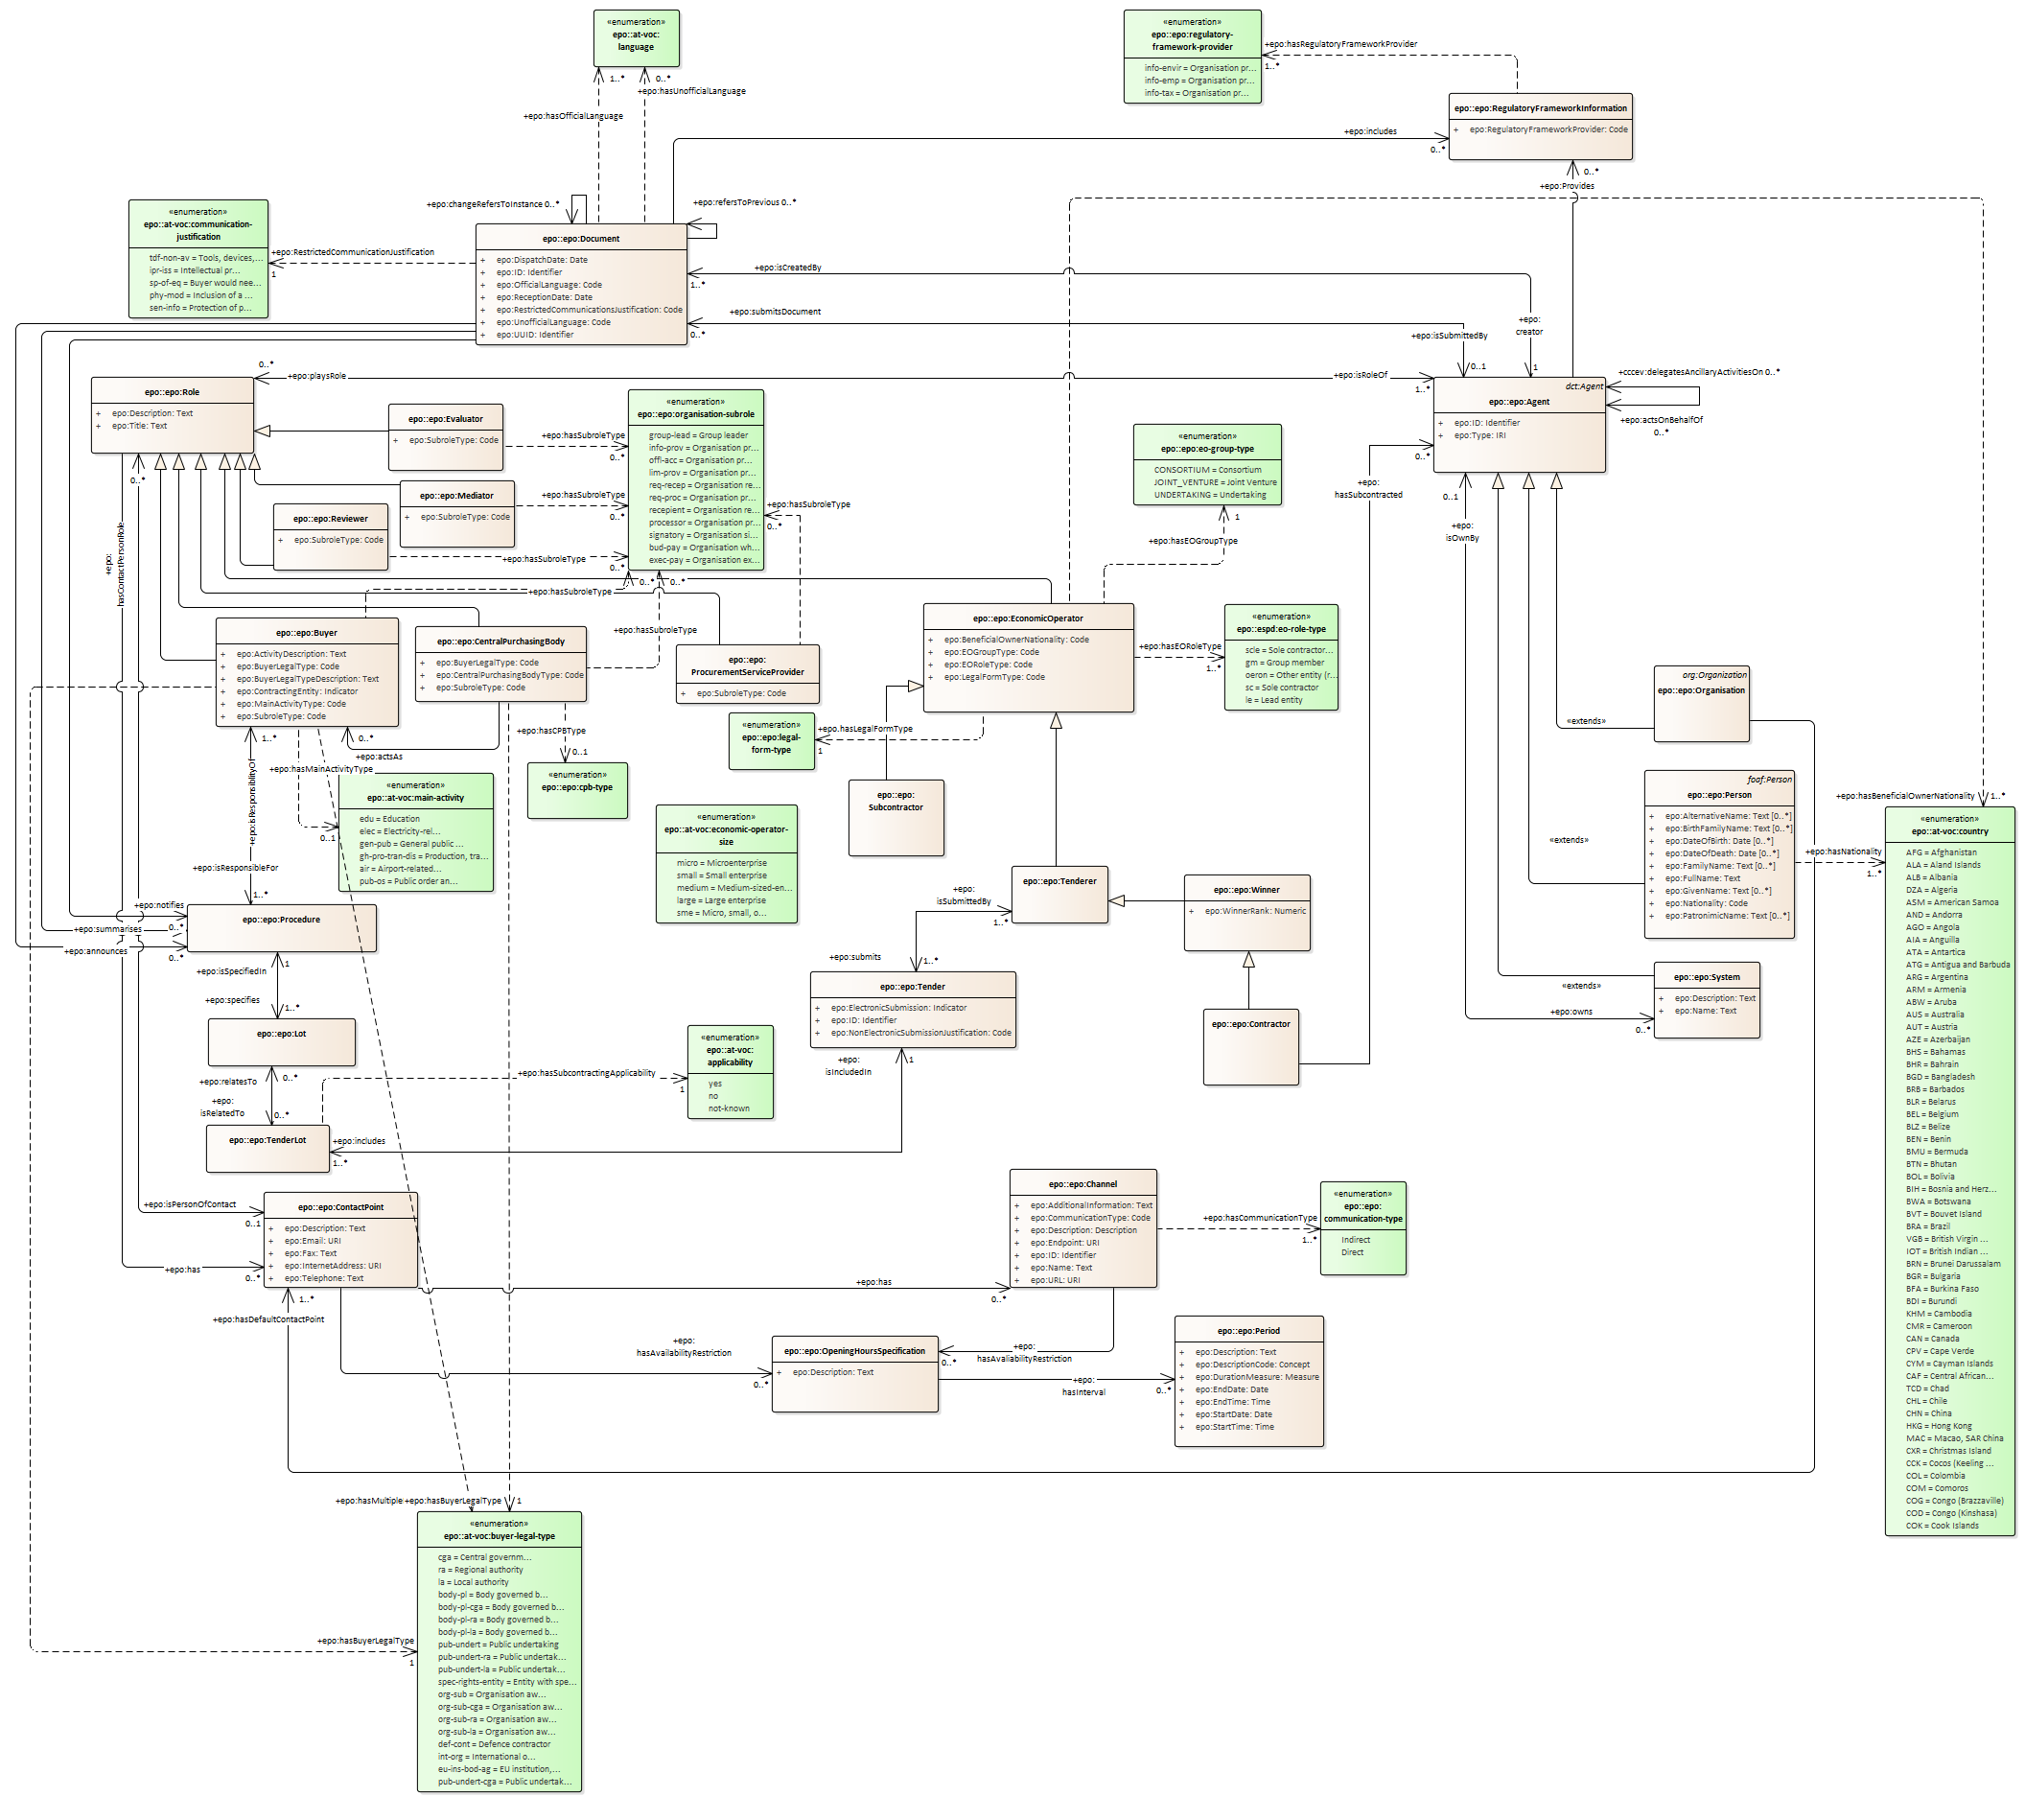 «enumeration»
epo::at-voc:
language
«enumeration»
epo::epo:regulatory-
framework-provider
info-envir = Organisation pr...
info-emp = Organisation pr...
info-tax = Organisation pr...
+epo:hasRegulatoryFrameworkProvider
1..*
1..*
0..*
+epo:hasUnofficialLanguage
+epo:hasOfficialLanguage
epo::epo:RegulatoryFrameworkInformation
+ epo:RegulatoryFrameworkProvider: Code
+epo:includes
0..*
0..*
+epo:Provides
«enumeration»
epo::at-voc:communication-
justification
tdf-non-av = Tools, devices,...
ipr-iss = Intellectual pr...
sp-of-eq = Buyer would nee...
phy-mod = Inclusion of a ...
sen-info = Protection of p...
+epo:RestrictedCommunicationJustification
1
+epo:changeRefersToInstance 0..*
+epo:refersToPrevious 0..*
epo::epo:Document
+ epo:DispatchDate: Date
+ epo:ID: Identifier
+ epo:OfficialLanguage: Code
+ epo:ReceptionDate: Date
+ epo:RestrictedCommunicationsJustification: Code
+ epo:UnofficialLanguage: Code
+ epo:UUID: Identifier
+epo:isCreatedBy
1..*
+epo:submitsDocument
0..*
+epo:
creator
1
+epo:isSubmittedBy
0..1
epo::epo:Role
+ epo:Description: Text
+ epo:Title: Text
0..*
+epo:playsRole
+epo:isRoleOf
1..*
dct:Agent
epo::epo:Agent
+ epo:ID: Identifier
+ epo:Type: IRI
+cccev:delegatesAncillaryActivitiesOn 0..*
+epo:actsOnBehalfOf
0..*
epo::epo:Evaluator
+ epo:SubroleType: Code
+epo:hasSubroleType
0..*
epo::epo:Mediator
+ epo:SubroleType: Code
+epo:hasSubroleType
0..*
epo::epo:Reviewer
+ epo:SubroleType: Code
+epo:hasSubroleType
0..*
«enumeration»
epo::epo:organisation-subrole
group-lead = Group leader
info-prov = Organisation pr...
offl-acc = Organisation pr...
lim-prov = Organisation pr...
req-recep = Organisation re...
req-proc = Organisation pr...
recepient = Organisation re...
processor = Organisation pr...
signatory = Organisation si...
bud-pay = Organisation wh...
exec-pay = Organisation ex...
+epo:hasSubroleType
0..*
0..*
0..*
+epo:hasSubroleType
+epo:hasSubroleType
«enumeration»
epo::epo:eo-group-type
CONSORTIUM = Consortium
JOINT_VENTURE = Joint Venture
UNDERTAKING = Undertaking
1
+epo:hasEOGroupType
0..*
+epo:
hasSubcontracted
0..1
+epo:
isOwnBy
0..*
+epo:
hasContactPersonRole
epo::epo:Buyer
+ epo:ActivityDescription: Text
+ epo:BuyerLegalType: Code
+ epo:BuyerLegalTypeDescription: Text
+ epo:ContractingEntity: Indicator
+ epo:MainActivityType: Code
+ epo:SubroleType: Code
epo::epo:CentralPurchasingBody
+ epo:BuyerLegalType: Code
+ epo:CentralPurchasingBodyType: Code
+ epo:SubroleType: Code
epo::epo:
ProcurementServiceProvider
+ epo:SubroleType: Code
epo::epo:EconomicOperator
+ epo:BeneficialOwnerNationality: Code
+ epo:EOGroupType: Code
+ epo:EORoleType: Code
+ epo:LegalFormType: Code
+epo:hasEORoleType
1..*
«enumeration»
epo::espd:eo-role-type
scle = Sole contractor...
gm = Group member
oeron = Other entity (r...
sc = Sole contractor
le = Lead entity
«enumeration»
epo::epo:legal-
form-type
+epo.hasLegalFormType
1
org:Organization
epo::epo:Organisation
«extends»
1..*
0..*
+epo:actsAs
+epo:hasCPBType
0..1
«enumeration»
epo::epo:cpb-type
+epo:isResponsiblityOf
+epo:hasMainActivityType
0..1
«enumeration»
epo::at-voc:main-activity
edu = Education
elec = Electricity-rel...
gen-pub = General public ...
gh-pro-tran-dis = Production, tra...
air = Airport-related...
pub-os = Public order an...
+epo:isResponsibleFor
1..*
«enumeration»
epo::at-voc:economic-operator-
size
micro = Microenterprise
small = Small enterprise
medium = Medium-sized-en...
large = Large enterprise
sme = Micro, small, o...
epo::epo:
Subcontractor
foaf:Person
epo::epo:Person
+ epo:AlternativeName: Text [0..*]
+ epo:BirthFamilyName: Text [0..*]
+ epo:DateOfBirth: Date [0..*]
+ epo:DateOfDeath: Date [0..*]
+ epo:FamilyName: Text [0..*]
+ epo:FullName: Text
+ epo:GivenName: Text [0..*]
+ epo:Nationality: Code
+ epo:PatronimicName: Text [0..*]
«extends»
+epo:hasBeneficialOwnerNationality
1..*
+epo:hasNationality
1..*
«enumeration»
epo::at-voc:country
AFG = Afghanistan
ALA = Aland Islands
ALB = Albania
DZA = Algeria
ASM = American Samoa
AND = Andorra
AGO = Angola
AIA = Anguilla
ATA = Antartica
ATG = Antigua and Barbuda
ARG = Argentina
ARM = Armenia
ABW = Aruba
AUS = Australia
AUT = Austria
AZE = Azerbaijan
BHS = Bahamas
BHR = Bahrain
BGD = Bangladesh
BRB = Barbados
BLR = Belarus
BEL = Belgium
BLZ = Belize
BEN = Benin
BMU = Bermuda
BTN = Bhutan
BOL = Bolivia
BIH = Bosnia and Herz...
BWA = Botswana
BVT = Bouvet Island
BRA = Brazil
VGB = British Virgin ...
IOT = British Indian ...
BRN = Brunei Darussalam
BGR = Bulgaria
BFA = Burkina Faso
BDI = Burundi
KHM = Cambodia
CMR = Cameroon
CAN = Canada
CPV = Cape Verde
CYM = Cayman Islands
CAF = Central African...
TCD = Chad
CHL = Chile
CHN = China
HKG = Hong Kong
MAC = Macao, SAR China
CXR = Christmas Island
CCK = Cocos (Keeling ...
COL = Colombia
COM = Comoros
COG = Congo (Brazzaville)
COD = Congo (Kinshasa)
COK = Cook Islands
epo::epo:Tenderer
epo::epo:Winner
+ epo:WinnerRank: Numeric
+epo:
isSubmittedBy
1..*
+epo:submits
1..*
+epo:notifies
0..*
+epo:summarises
+epo:announces
0..*
epo::epo:Procedure
+epo:isSpecifiedIn
1
+epo:specifies
1..*
epo::epo:Tender
+ epo:ElectronicSubmission: Indicator
+ epo:ID: Identifier
+ epo:NonElectronicSubmissionJustification: Code
epo::epo:System
+ epo:Description: Text
+ epo:Name: Text
«extends»
+epo:owns
0..*
epo::epo:Contractor
epo::epo:Lot
+epo:relatesTo
0..*
+epo:
isRelatedTo
0..*
+epo:hasSubcontractingApplicability
1
«enumeration»
epo::at-voc:
applicability
yes
no
not-known
+epo:
isIncludedIn
1
epo::epo:TenderLot
+epo:includes
1..*
epo::epo:ContactPoint
+ epo:Description: Text
+ epo:Email: URI
+ epo:Fax: Text
+ epo:InternetAddress: URI
+ epo:Telephone: Text
+epo:isPersonOfContact
0..1
+epo:has
0..*
epo::epo:Channel
+ epo:AdditionalInformation: Text
+ epo:CommunicationType: Code
+ epo:Description: Description
+ epo:Endpoint: URI
+ epo:ID: Identifier
+ epo:Name: Text
+ epo:URL: URI
+epo:hasCommunicationType
1..*
«enumeration»
epo::epo:
communication-type
Indirect
Direct
+epo:has
0..*
1..*
+epo:hasDefaultContactPoint
+epo:
hasAvailabilityRestriction
0..*
epo::epo:OpeningHoursSpecification
+ epo:Description: Text
+epo:
hasAvaliabilityRestriction
0..*
+epo:
hasInterval
0..*
epo::epo:Period
+ epo:Description: Text
+ epo:DescriptionCode: Concept
+ epo:DurationMeasure: Measure
+ epo:EndDate: Date
+ epo:EndTime: Time
+ epo:StartDate: Date
+ epo:StartTime: Time
+epo:hasMultiple +epo:hasBuyerLegalType
1
«enumeration»
epo::at-voc:buyer-legal-type
cga = Central governm...
ra = Regional authority
la = Local authority
body-pl = Body governed b...
body-pl-cga = Body governed b...
body-pl-ra = Body governed b...
body-pl-la = Body governed b...
pub-undert = Public undertaking
pub-undert-ra = Public undertak...
pub-undert-la = Public undertak...
spec-rights-entity = Entity with spe...
org-sub = Organisation aw...
org-sub-cga = Organisation aw...
org-sub-ra = Organisation aw...
org-sub-la = Organisation aw...
def-cont = Defence contractor
int-org = International o...
eu-ins-bod-ag = EU institution,...
pub-undert-cga = Public undertak...
+epo:hasBuyerLegalType
1